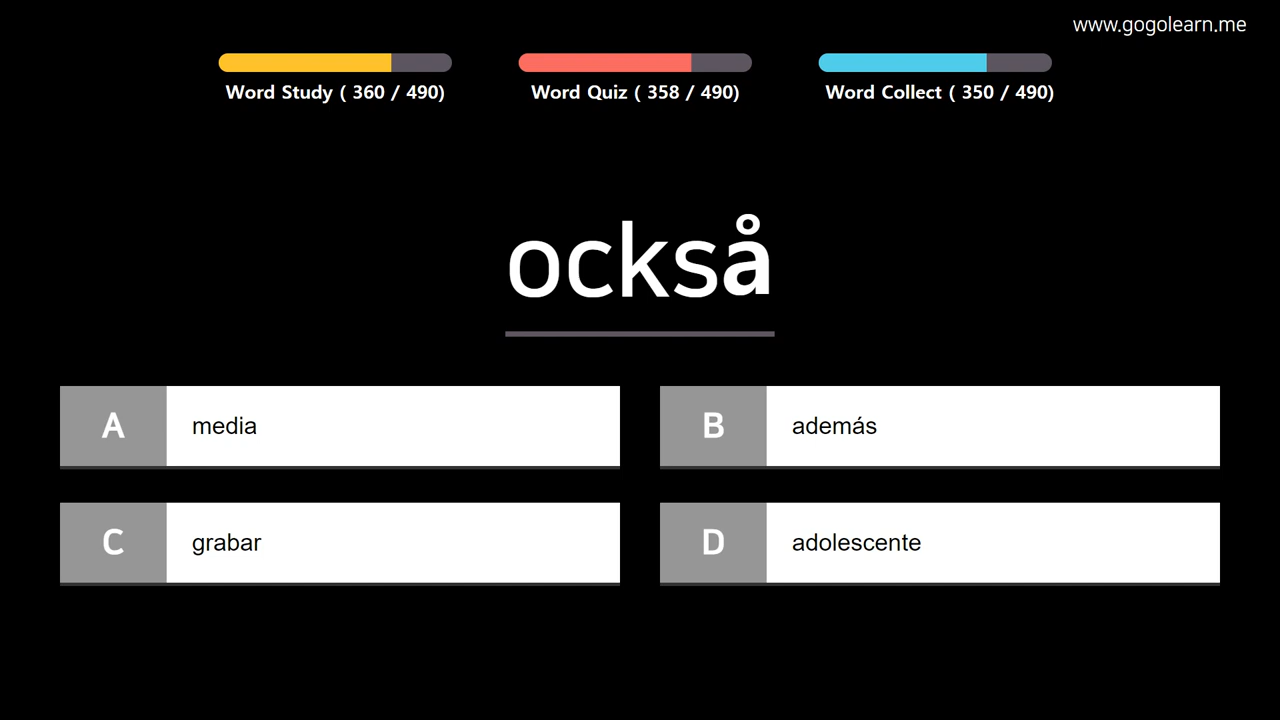 www.gogolearn.me
Word Study ( 360 / 490)
Word Quiz ( 358 / 490)
Word Collect ( 350 / 490)
också
A media
B además
C grabar
D adolescente